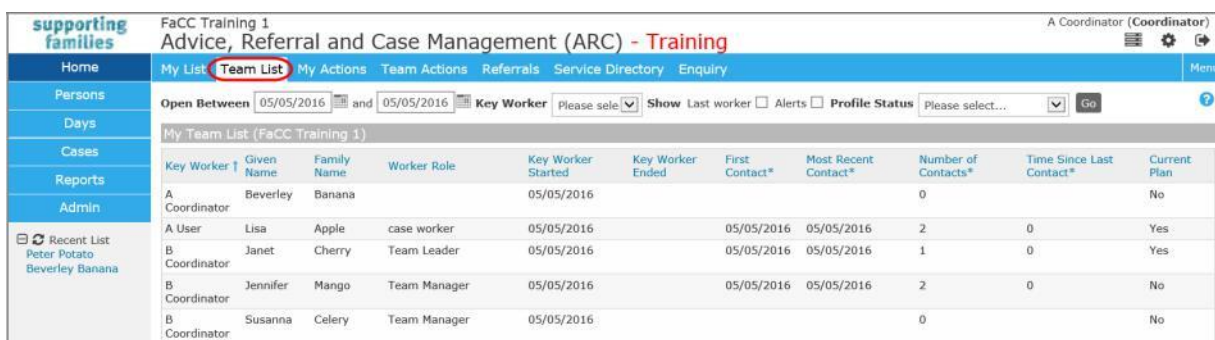 supporting families
FaCC Training 1
A Coordinator (Coordinator)
Advice, Referral and Case Management (ARC) - Training
Home
My List Team List My Actions Team Actions Referrals Service Directory Enquiry
Persons
Days
Cases
Reports
Admin
Recent List
Peter Potato
Beverley Banana
Open Between 05/05/2016 and 05/05/2016 Key Worker Please sele Show Last worker Alerts Profile Status Please select... Go ?
My Team List (FaCC Training 1)
Key Worker ↑ Given Name Family Name Worker Role Key Worker Started Key Worker Ended First Contact* Most Recent Contact* Number of Contacts* Time Since Last Contact* Current Plan
A Coordinator Beverley Banana 05/05/2016 0 No
A User Lisa Apple case worker 05/05/2016 05/05/2016 05/05/2016 2 0 Yes
B Coordinator Janet Cherry Team Leader 05/05/2016 05/05/2016 05/05/2016 1 0 Yes
B Coordinator Jennifer Mango Team Manager 05/05/2016 05/05/2016 05/05/2016 2 0 No
B Coordinator Susanna Celery Team Manager 05/05/2016 0 No